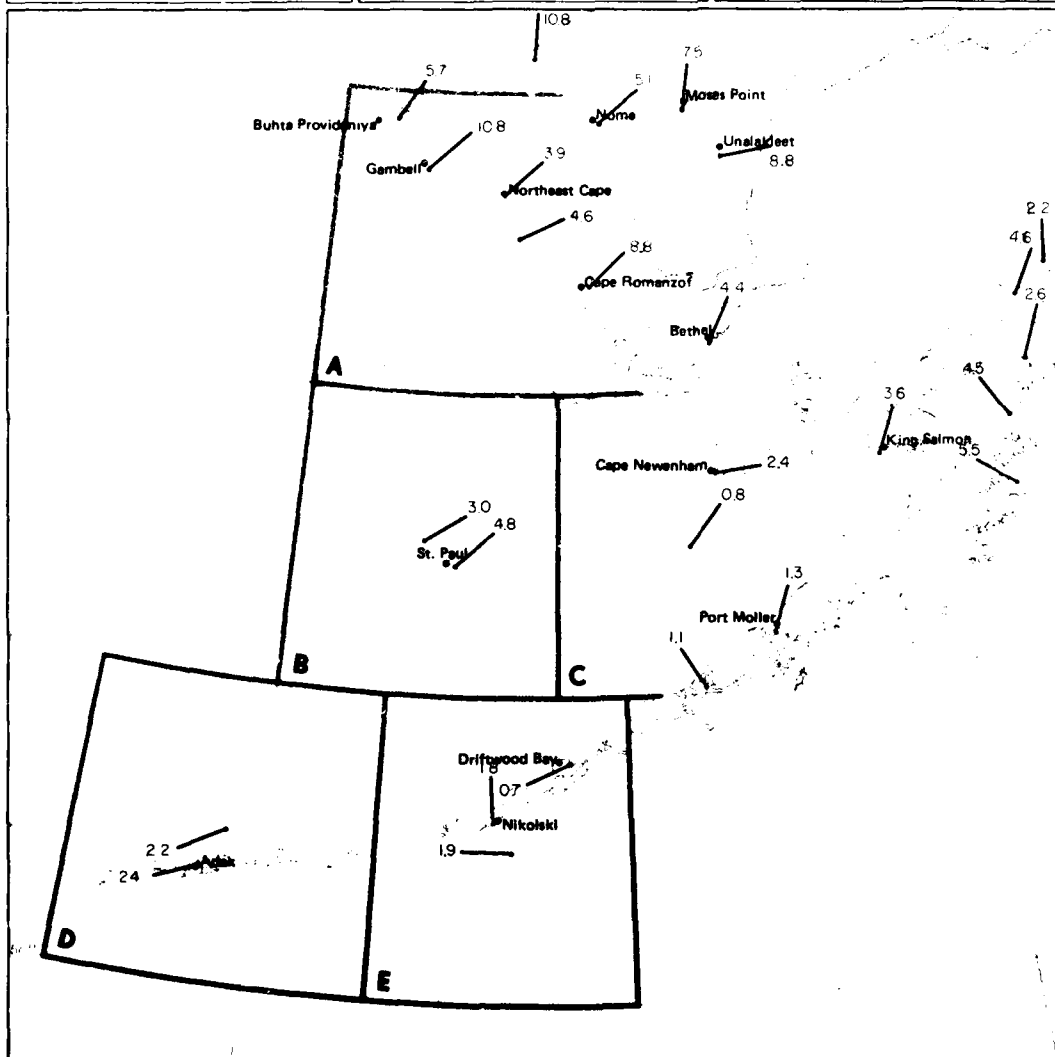 10.8
7.5
5.7
5.1
Moses Point
Buhta Provideniya
Nome
10.8
Unalakleet
8.8
Gambell
3.9
Northeast Cape
4.6
2.2
4.6
8.8
Cape Romanzof
4.4
2.6
Bethel
A
4.5
3.6
King Salmon
5.5
Cape Newenham
2.4
0.8
3.0
4.8
St. Paul
1.3
Port Moller
1.1
B
C
Driftwood Bay
1.8
0.7
Nikolski
1.9
2.2
Adak
2.4
D
E